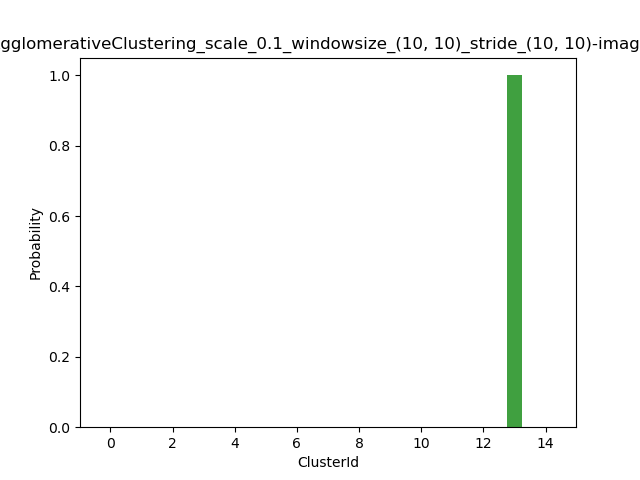 gglomerativeClustering_scale_0.1_windowsize_(10, 10)_stride_(10, 10)-imag
1.0
0.8
0.6
0.4
0.2
0.0
Probability
0 2 4 6 8 10 12 14
ClusterId